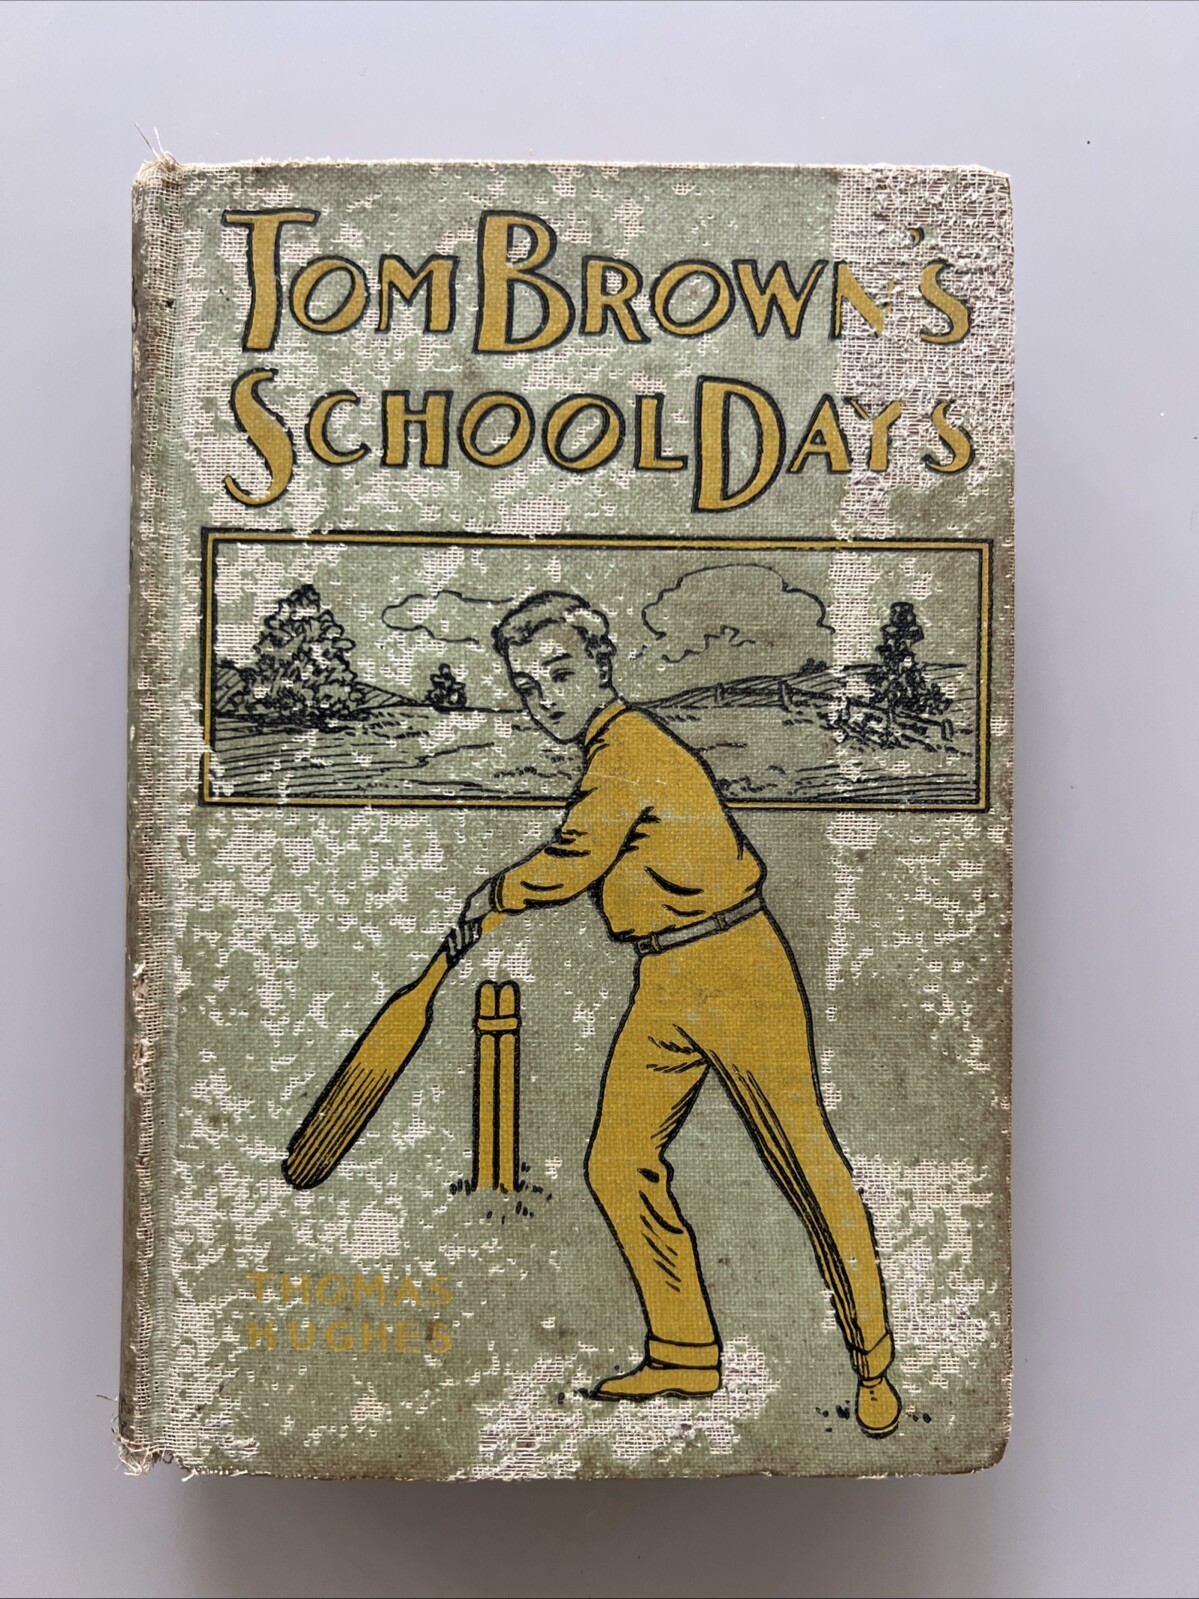 TOM BROWN'S
SCHOOL DAYS
THOMAS
HUGHES